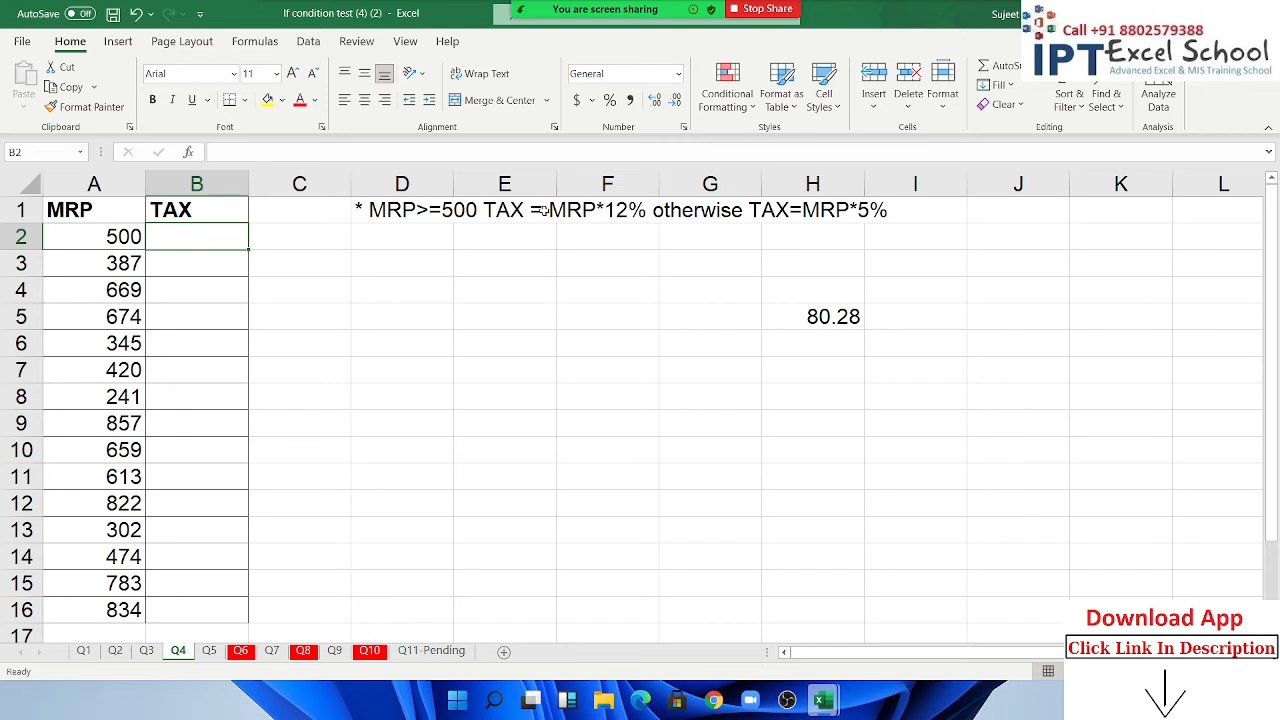 AutoSave Off
If condition test (4) (2) - Excel
You are screen sharing
Stop Share
Sujeet
Call +91 8802579388
IPT Excel School
Advanced Excel & MIS Training School
File Home Insert Page Layout Formulas Data Review View Help
Paste
Cut
Copy
Format Painter
Clipboard
Arial 11
B I U
Font
Wrap Text
Merge & Center
Alignment
General
$ % 9
Number
Conditional Formatting
Format as Table
Cell Styles
Styles
Insert Delete Format
Cells
Fill
Clear
Sort & Filter
Find & Select
Editing
Analyze Data
Analysis
B2
fx
A B C D E F G H I J K L
1 MRP TAX * MRP>=500 TAX =MRP*12% otherwise TAX=MRP*5%
2 500
3 387
4 669
5 674 80.28
6 345
7 420
8 241
9 857
10 659
11 613
12 822
13 302
14 474
15 783
16 834
17
Q1 Q2 Q3 Q4 Q5 Q6 Q7 Q8 Q9 Q10 Q11-Pending
Ready
Download App
Click Link In Description